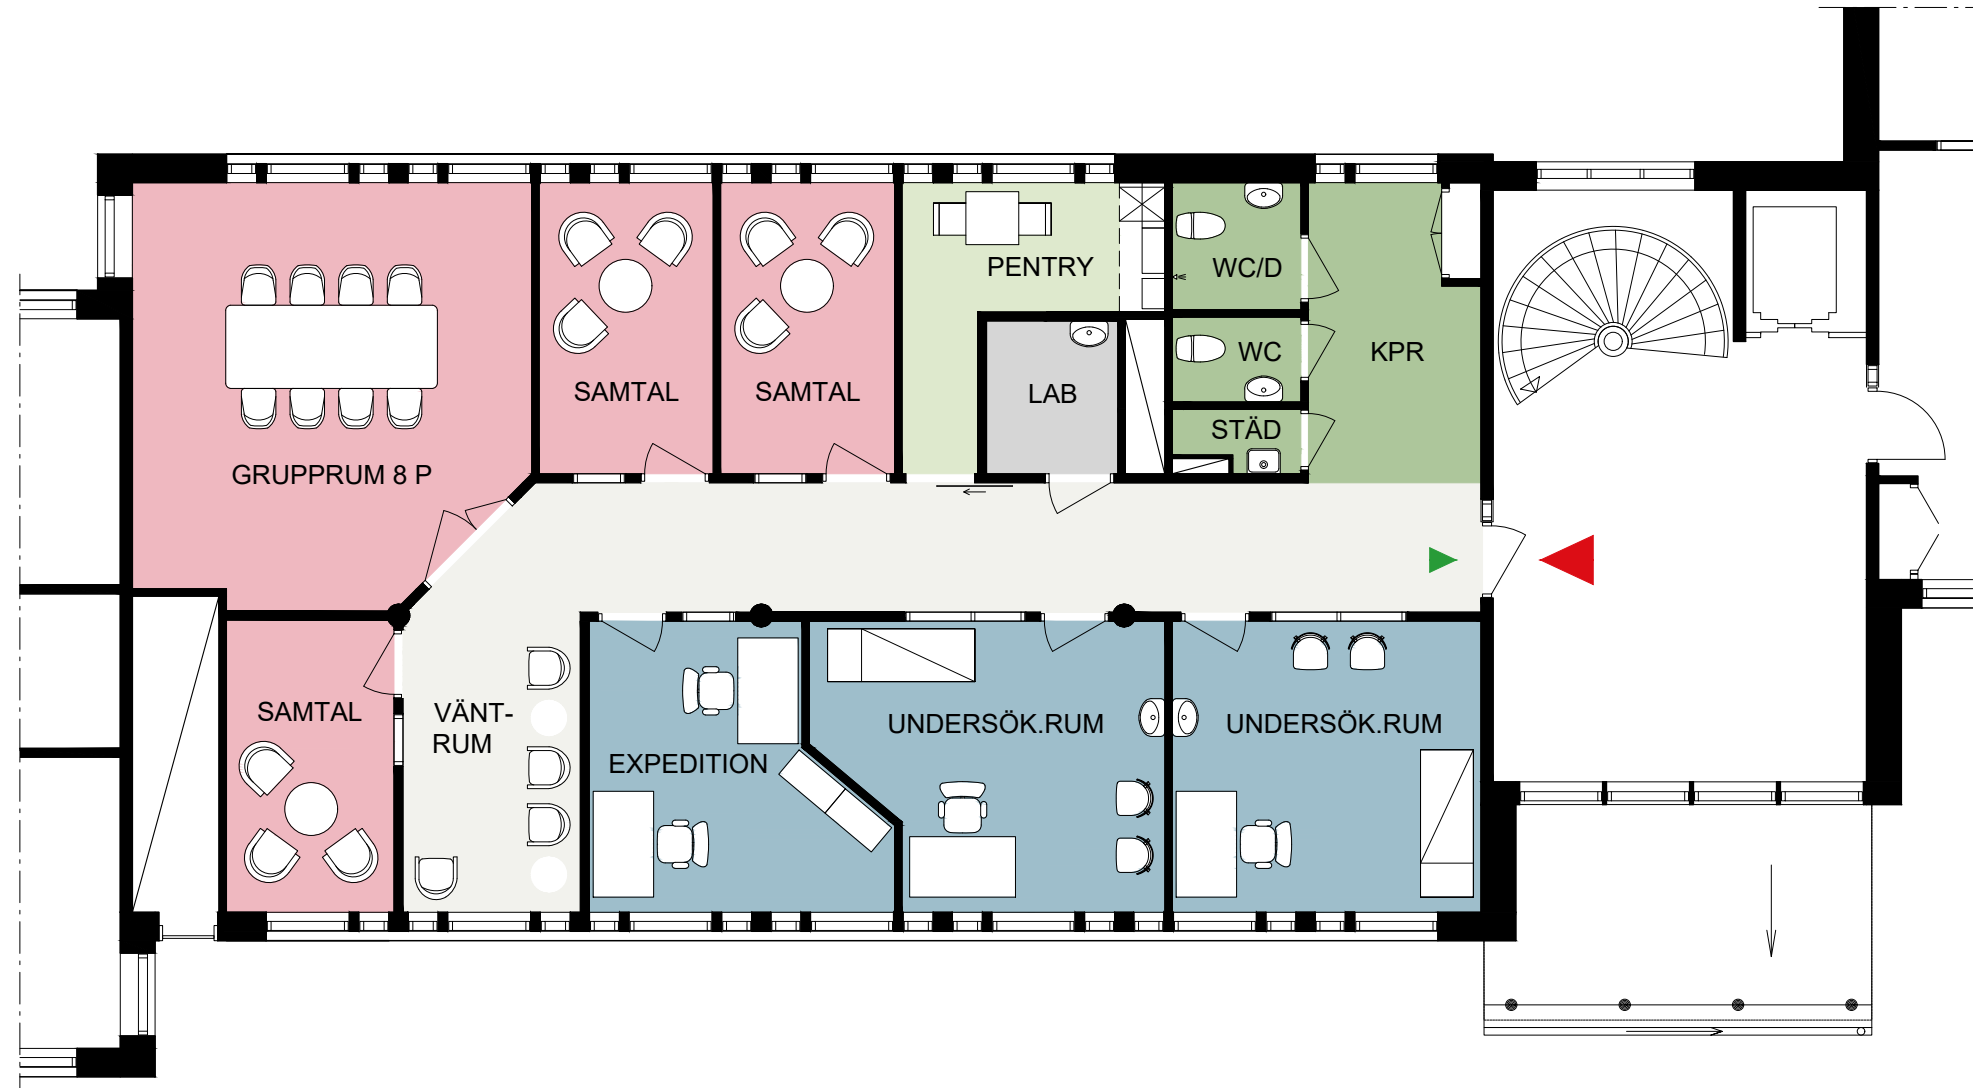 PENTRY
WC/D
WC
KPR
SAMTAL
SAMTAL
LAB
STÄD
GRUPPRUM 8 P
SAMTAL
VÄNT-
RUM
UNDERSÖK.RUM
UNDERSÖK.RUM
EXPEDITION